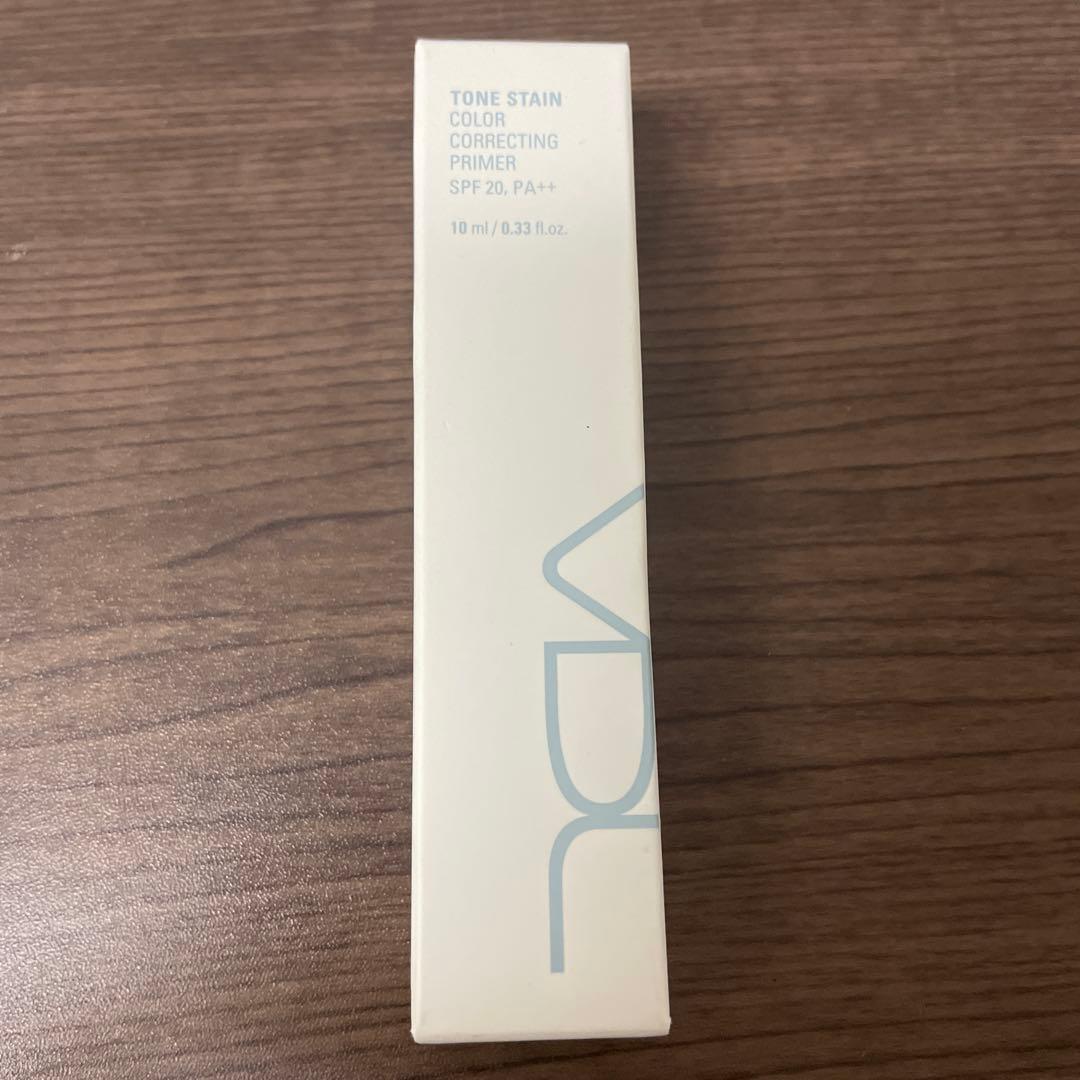 TONE STAIN
COLOR
CORRECTING
PRIMER
SPF 20, PA++
10 ml / 0.33 fl.oz.
VDL